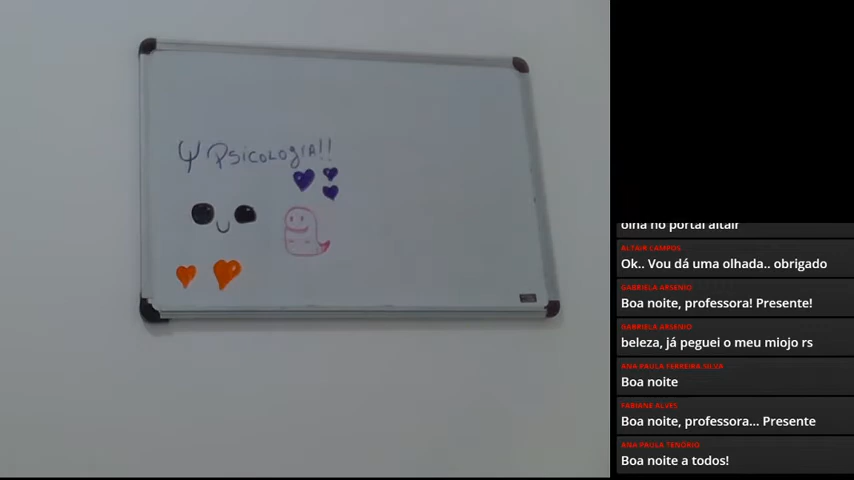 Ψ Psicologia!!
olha no portal altair
ALTAIR CAMPOS
Ok.. Vou dá uma olhada.. obrigado
GABRIELA ARSENIO
Boa noite, professora! Presente!
GABRIELA ARSENIO
beleza, já peguei o meu miojo rs
ANA PAULA FERREIRA SILVA
Boa noite
FABIANE ALVES
Boa noite, professora... Presente
ANA PAULA TENÓRIO
Boa noite a todos!